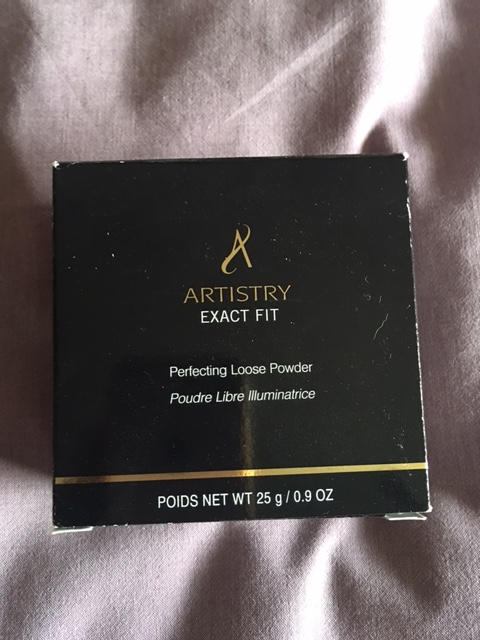 ARTISTRY
EXACT FIT
Perfecting Loose Powder
Poudre Libre Illuminatrice
POIDS NET WT 25 g / 0.9 OZ